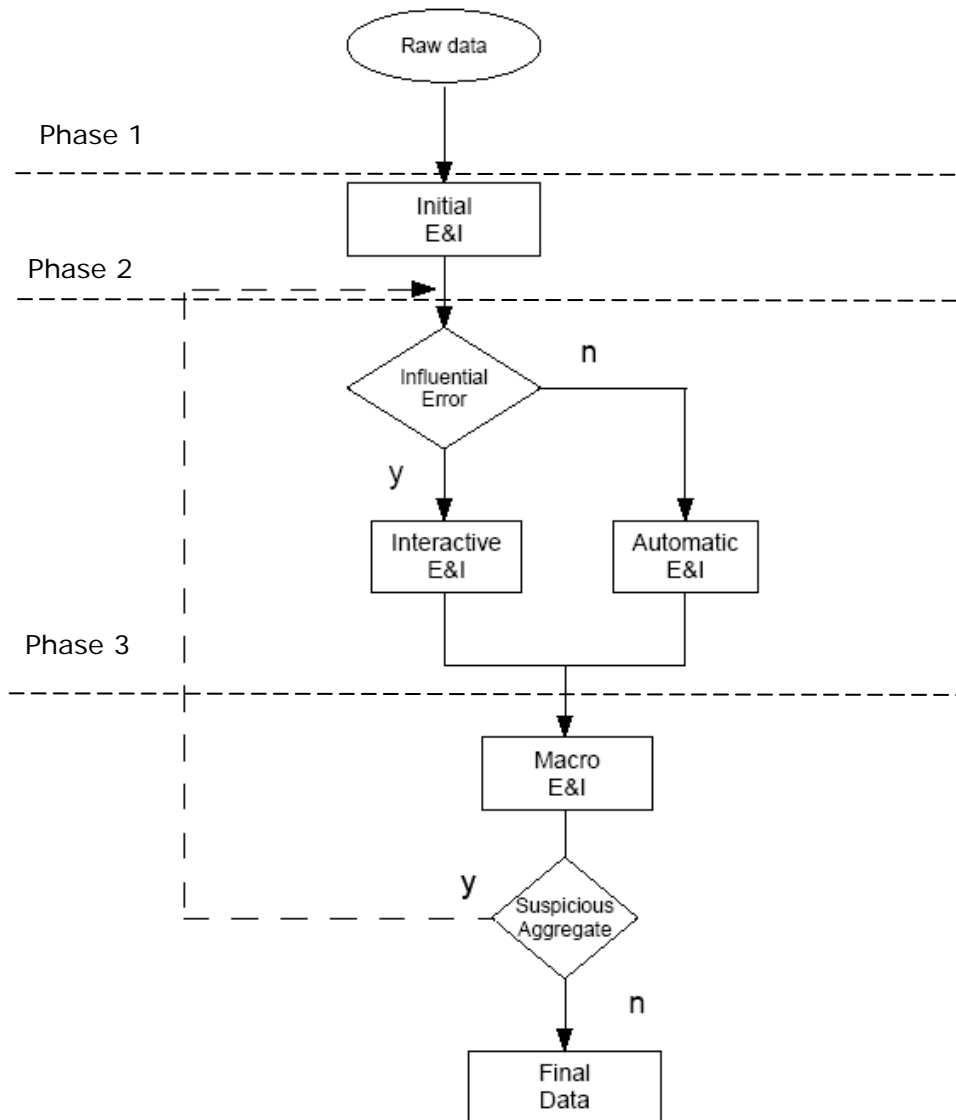 Raw data
Phase 1
Initial
E&I
Phase 2
n
Influential
Error
y
Interactive
E&I
Automatic
E&I
Phase 3
Macro
E&I
y
Suspicious
Aggregate
n
Final
Data